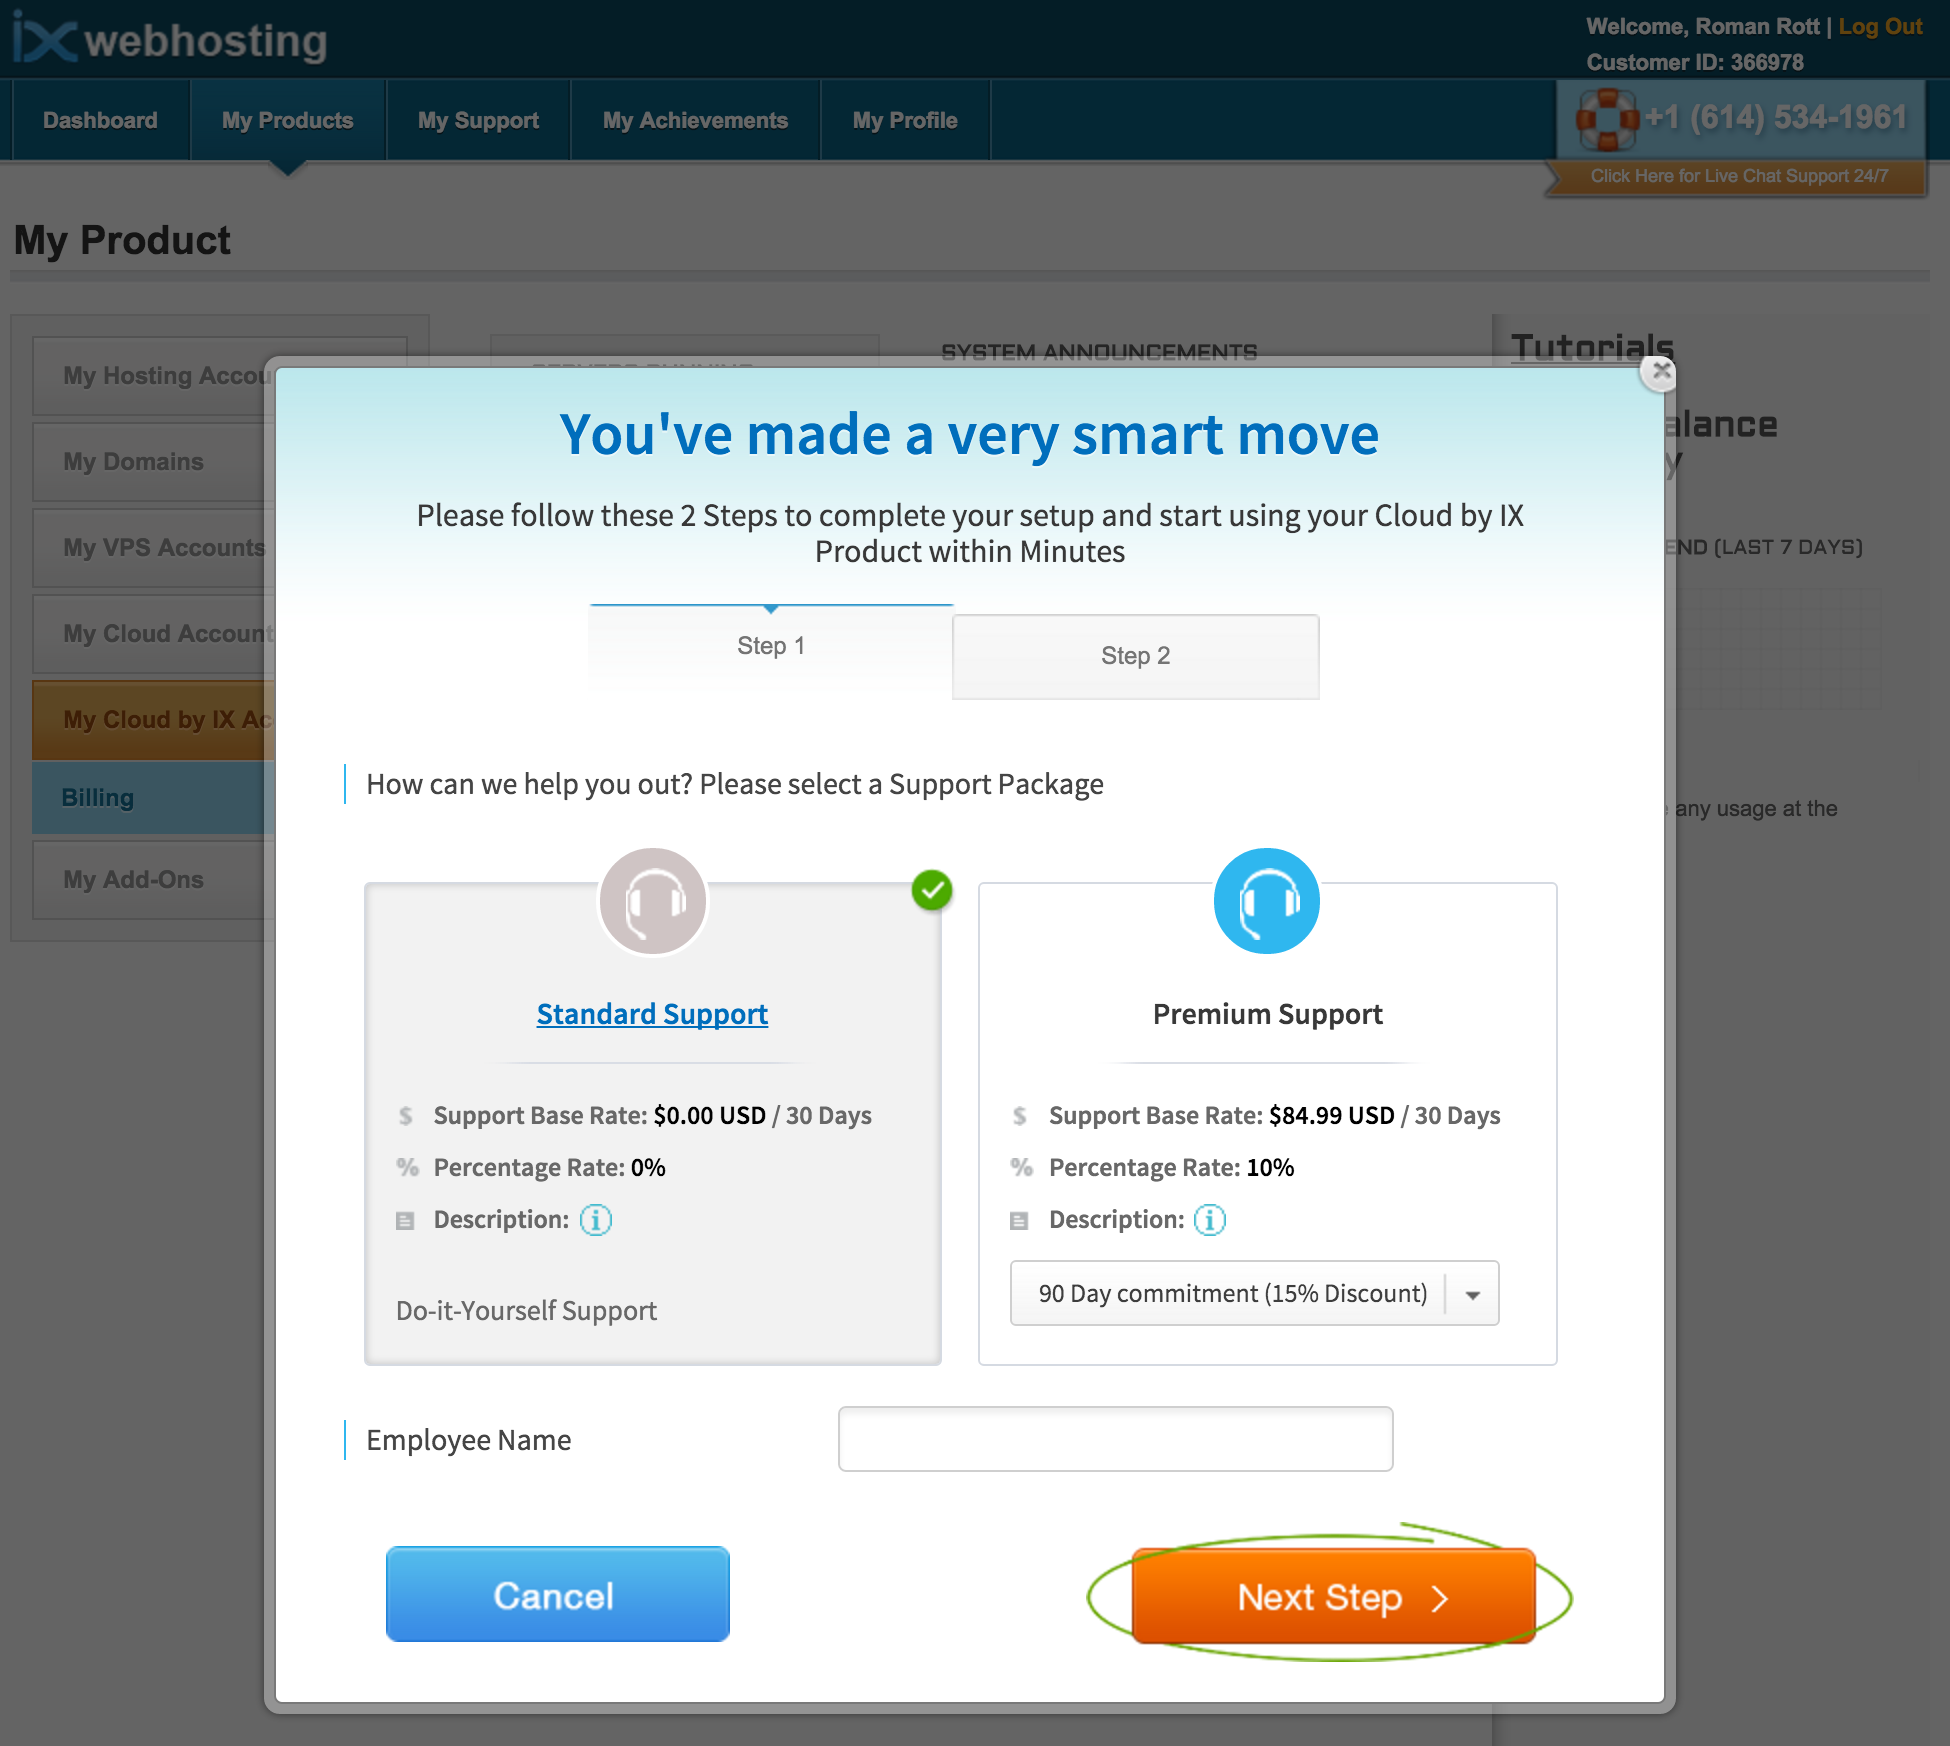 ix webhosting
Welcome, Roman Rott | Log Out
Customer ID: 366978
Dashboard
My Products
My Support
My Achievements
My Profile
+1 (614) 534-1961
Click Here for Live Chat Support 24/7
My Product
My Hosting Accou
My Domains
My VPS Accounts
My Cloud Account
My Cloud by IX Ac
Billing
My Add-Ons
SYSTEM ANNOUNCEMENTS
Tutorials
alance
y
END (LAST 7 DAYS)
any usage at the
You've made a very smart move
Please follow these 2 Steps to complete your setup and start using your Cloud by IX
Product within Minutes
Step 1
Step 2
How can we help you out? Please select a Support Package
Standard Support
$ Support Base Rate: $0.00 USD / 30 Days
% Percentage Rate: 0%
Description: i
Do-it-Yourself Support
Premium Support
$ Support Base Rate: $84.99 USD / 30 Days
% Percentage Rate: 10%
Description: i
90 Day commitment (15% Discount)
Employee Name
Cancel
Next Step >